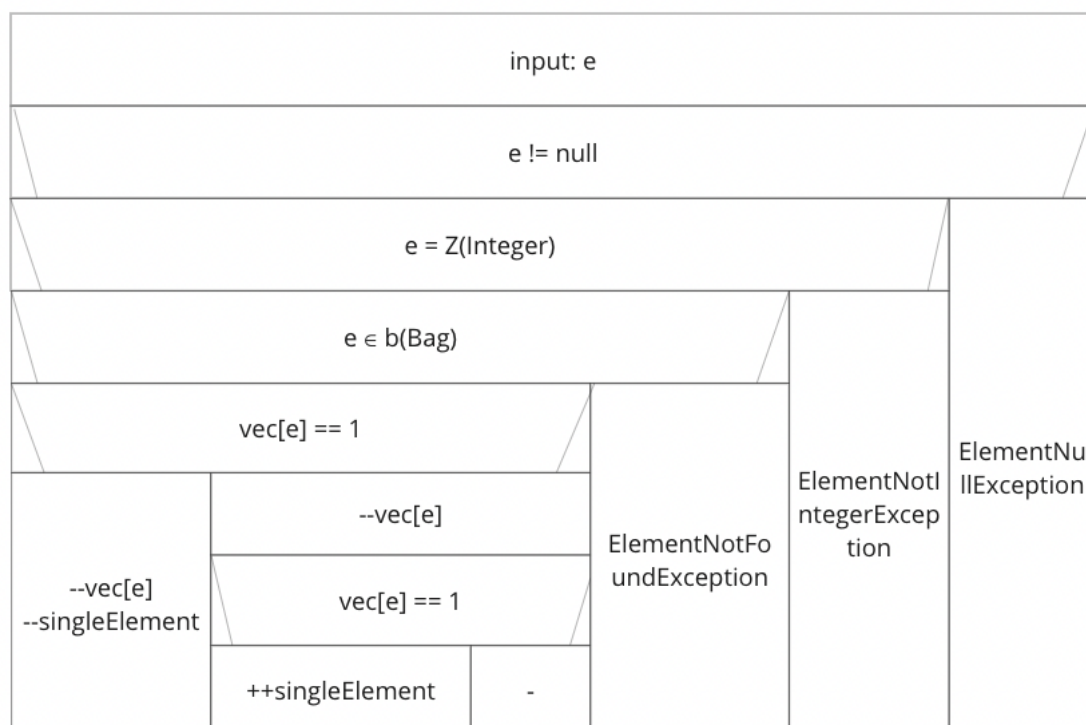 input: e
e != null
e = Z(Integer)
e ∈ b(Bag)
vec[e] == 1
--vec[e]
--singleElement
--vec[e]
vec[e] == 1
++singleElement
-
ElementNotFo
undException
ElementNotI
ntegerExcep
tion
ElementNu
llException